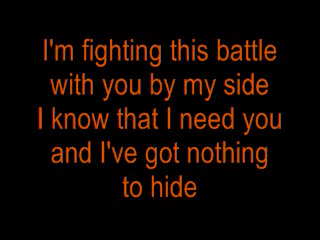 I'm fighting this battle
with you by my side
I know that I need you
and I've got nothing
to hide